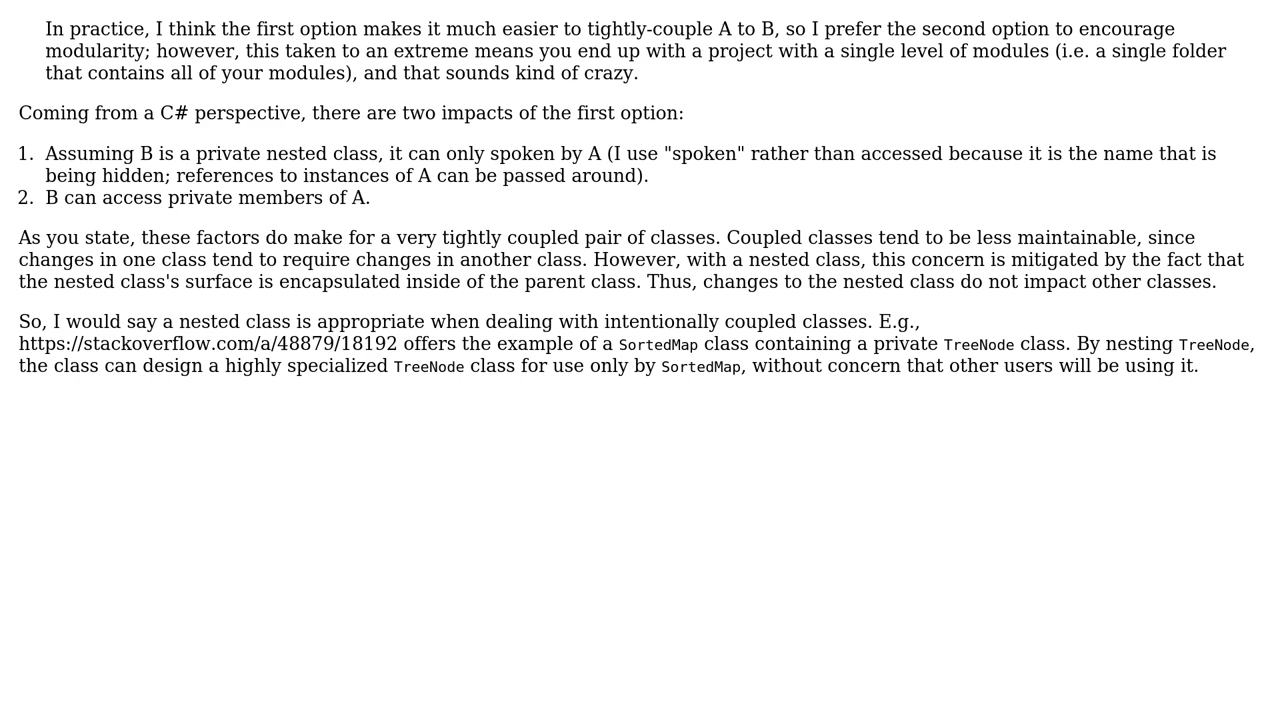 In practice, I think the first option makes it much easier to tightly-couple A to B, so I prefer the second option to encourage
modularity; however, this taken to an extreme means you end up with a project with a single level of modules (i.e. a single folder
that contains all of your modules), and that sounds kind of crazy.
Coming from a C# perspective, there are two impacts of the first option:
1. Assuming B is a private nested class, it can only spoken by A (I use "spoken" rather than accessed because it is the name that is
being hidden; references to instances of A can be passed around).
2. B can access private members of A.
As you state, these factors do make for a very tightly coupled pair of classes. Coupled classes tend to be less maintainable, since
changes in one class tend to require changes in another class. However, with a nested class, this concern is mitigated by the fact that
the nested class's surface is encapsulated inside of the parent class. Thus, changes to the nested class do not impact other classes.
So, I would say a nested class is appropriate when dealing with intentionally coupled classes. E.g.,
https://stackoverflow.com/a/48879/18192 offers the example of a SortedMap class containing a private TreeNode class. By nesting TreeNode,
the class can design a highly specialized TreeNode class for use only by SortedMap, without concern that other users will be using it.